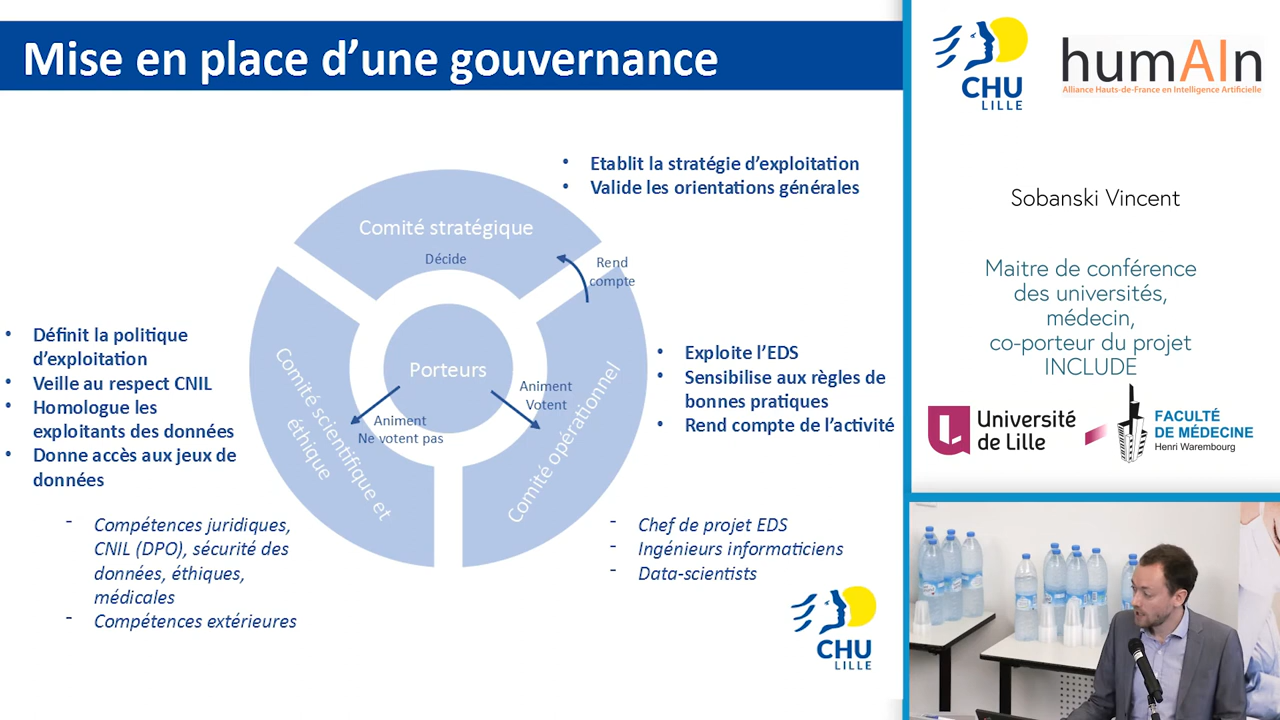 Mise en place d'une gouvernance
• Etablit la stratégie d'exploitation
• Valide les orientations générales
Comité stratégique
Décide
Rend
compte
• Définit la politique
d'exploitation
• Veille au respect CNIL
• Homologue les
exploitants des données
• Donne accès aux jeux de
données
Porteurs
Animent
Votent
Animent
Ne votent pas
Comité scientifique et
éthique
Comité opérationnel
• Exploite l'EDS
• Sensibilise aux règles de
bonnes pratiques
• Rend compte de l'activité
- Compétences juridiques,
CNIL (DPO), sécurité des
données, éthiques,
médicales
- Compétences extérieures
- Chef de projet EDS
- Ingénieurs informaticiens
- Data-scientists
CHU
LILLE
CHU
LILLE
humAIn
Alliance Hauts-de-France en Intelligence Artificielle
Sobanski Vincent
Maitre de conférence
des universités,
médecin,
co-porteur du projet
INCLUDE
Université
de Lille
FACULTÉ
DE MÉDECINE
Henri Warembourg